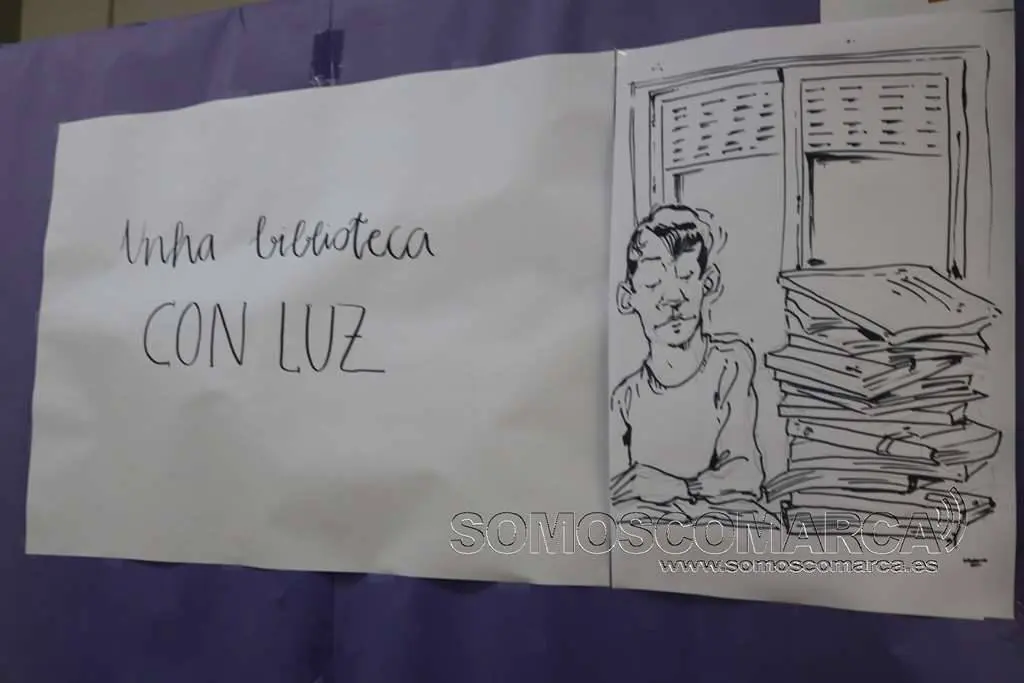 Unha biblioteca
CON LUZ
SOMOSCOMARCA
www.somoscomarca.es